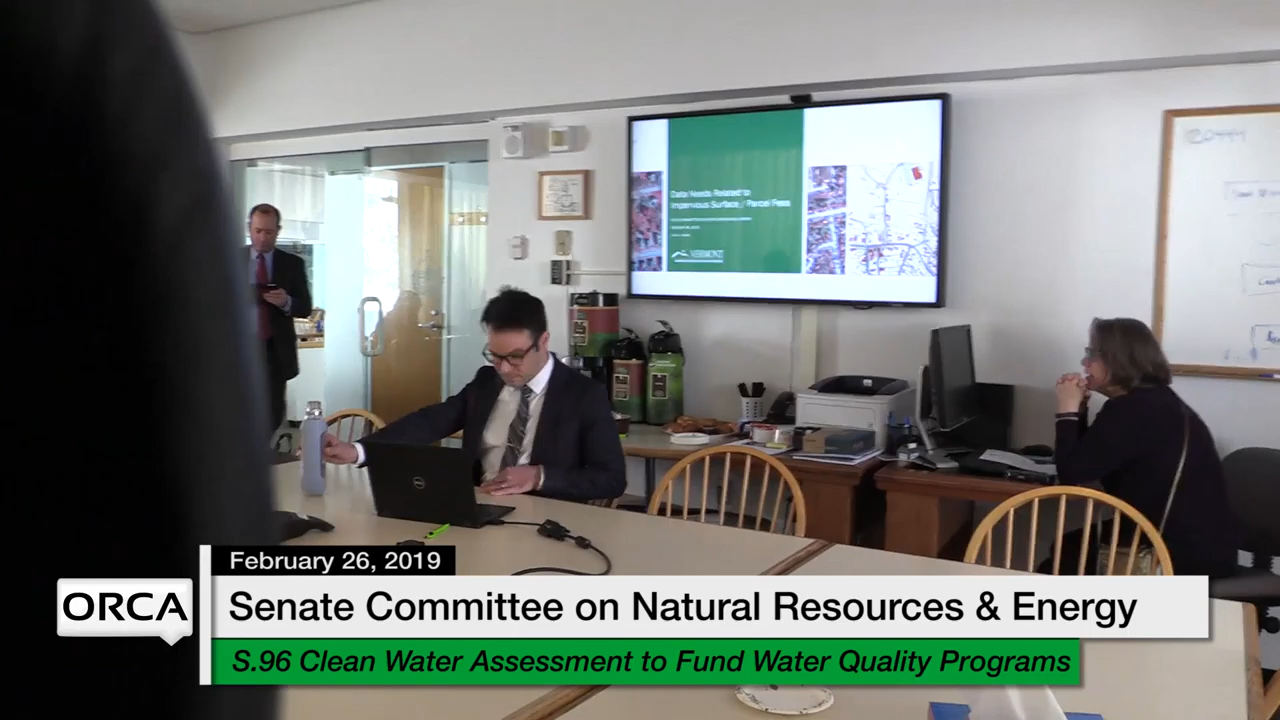 Data Needs Related to
Impervious Surface / Parcel Fees
VERMONT
DELL
February 26, 2019
ORCA
Senate Committee on Natural Resources & Energy
S.96 Clean Water Assessment to Fund Water Quality Programs